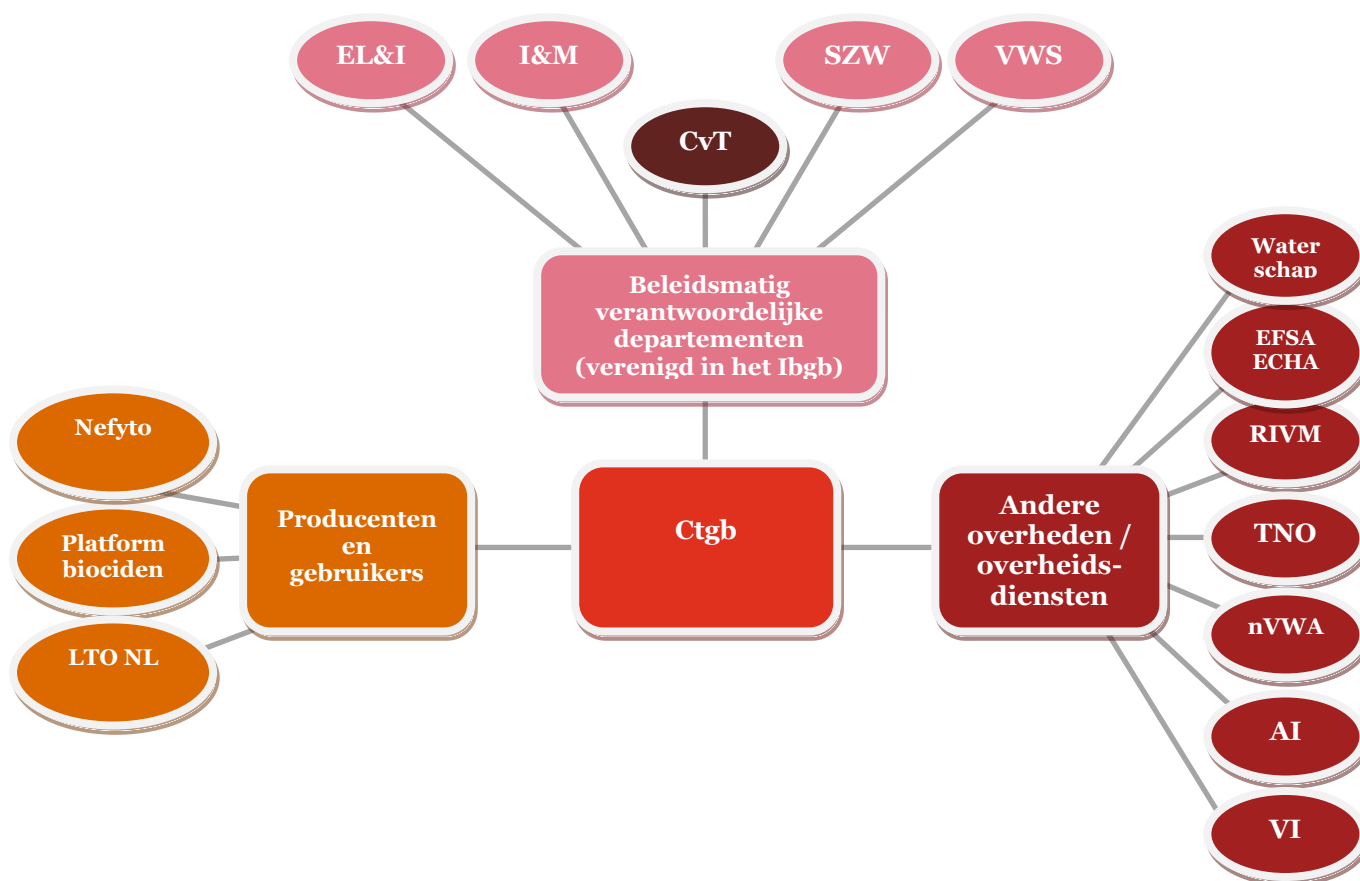 EL&I
I&M
SZW
VWS
CvT
Beleidsmatig
verantwoordelijke
departementen
(verenigd in het Ibgb)
Water
schap
EFSA
ECHA
RIVM
TNO
nVWA
AI
VI
Andere
overheden /
overheids-
diensten
Ctgb
Producenten
en
gebruikers
Nefyto
Platform
biociden
LTO NL